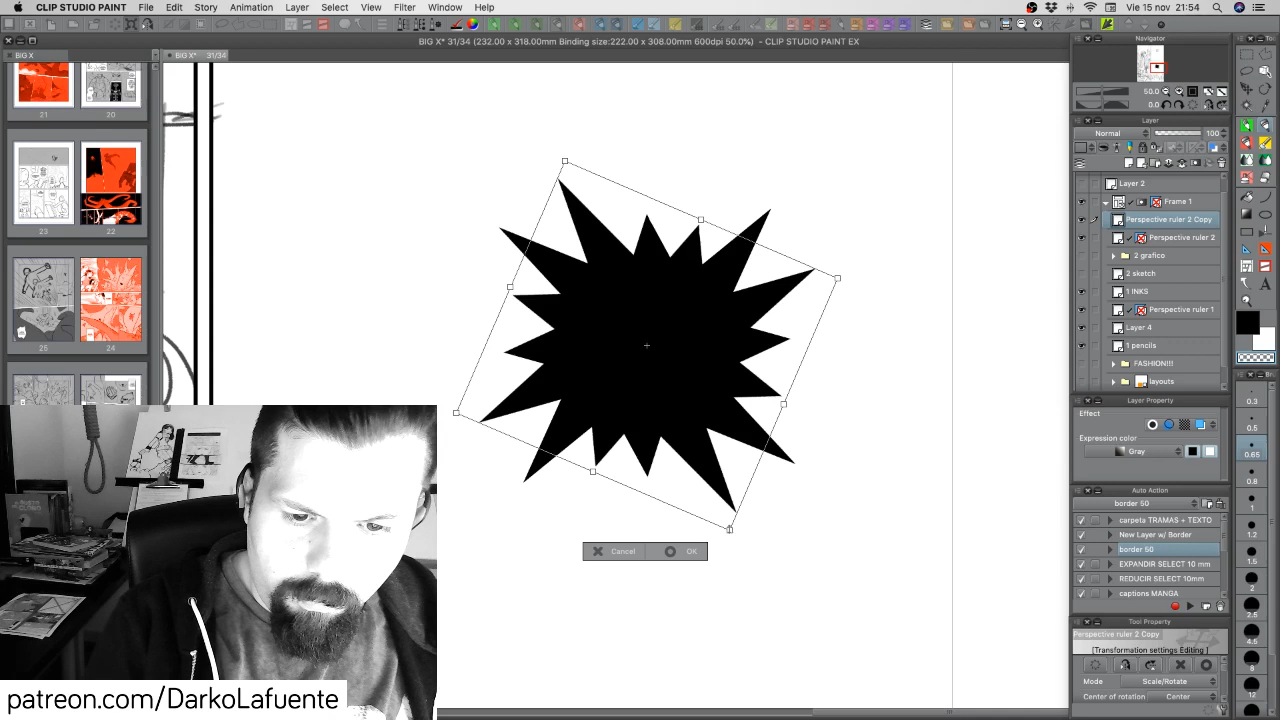 CLIP STUDIO PAINT File Edit Story Animation Layer Select View Filter Window Help Vie 15 nov 21:54
BIG X* 31/34 (232.00 x 318.00mm Binding size:222.00 x 308.00mm 600dpi 50.0%) - CLIP STUDIO PAINT EX
BIG X
BIG X* 31/34
21 20
23 22
25 24
Navigator
50.0
0.0
Layer
Normal 100
Layer 2
Frame 1
Perspective ruler 2 Copy
Perspective ruler 2
2 grafico
2 sketch
1 INKS
Perspective ruler 1
Layer 4
1 pencils
FASHION!!!
layouts
Layer Property
Effect
Expression color
Gray
Auto Action
border 50
carpeta TRAMAS + TEXTO
New Layer w/ Border
border 50
EXPANDIR SELECT 10 mm
REDUCIR SELECT 10mm
captions MANGA
Tool Property
Perspective ruler 2 Copy
[Transformation settings Editing ]
Mode Scale/Rotate
Center of rotation Center
To
Br
0.3
0.5
0.65
0.8
1
1.2
1.5
2
2.5
4.5
8
12
Cancel OK
patreon.com/DarkoLafuente